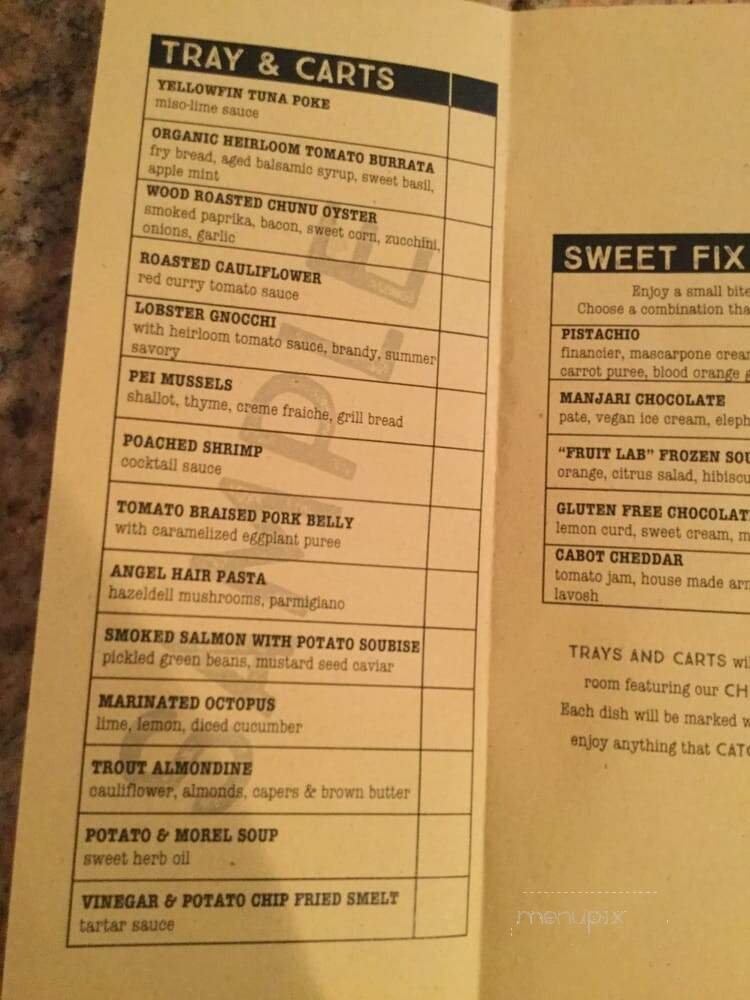 TRAY & CARTS
YELLOWFIN TUNA POKE
miso-lime sauce
ORGANIC HEIRLOOM TOMATO BURRATA
fry bread, aged balsamic syrup, sweet basil,
apple mint
WOOD ROASTED CHUNU OYSTER
smoked paprika, bacon, sweet corn, zucchini,
onions, garlic
ROASTED CAULIFLOWER
red curry tomato sauce
LOBSTER GNOCCHI
with heirloom tomato sauce, brandy, summer
savory
PEI MUSSELS
shallot, thyme, creme fraiche, grill bread
POACHED SHRIMP
cocktail sauce
TOMATO BRAISED PORK BELLY
with caramelized eggplant puree
ANGEL HAIR PASTA
hazeldell mushrooms, parmigiano
SMOKED SALMON WITH POTATO SOUBISE
pickled green beans, mustard seed caviar
MARINATED OCTOPUS
lime, lemon, diced cucumber
TROUT ALMONDINE
cauliflower, almonds, capers & brown butter
POTATO & MOREL SOUP
sweet herb oil
VINEGAR & POTATO CHIP FRIED SMELT
tartar sauce
SAMPLE
SWEET FIX
Enjoy a small bite
Choose a combination tha
PISTACHIO
financier, mascarpone crea
carrot puree, blood orange g
MANJARI CHOCOLATE
pate, vegan ice cream, eleph
"FRUIT LAB" FROZEN SOU
orange, citrus salad, hibiscu
GLUTEN FREE CHOCOLAT
lemon curd, sweet cream, m
CABOT CHEDDAR
tomato jam, house made arm
lavosh
TRAYS AND CARTS wil
room featuring our CH
Each dish will be marked w
enjoy anything that CATC
menupix